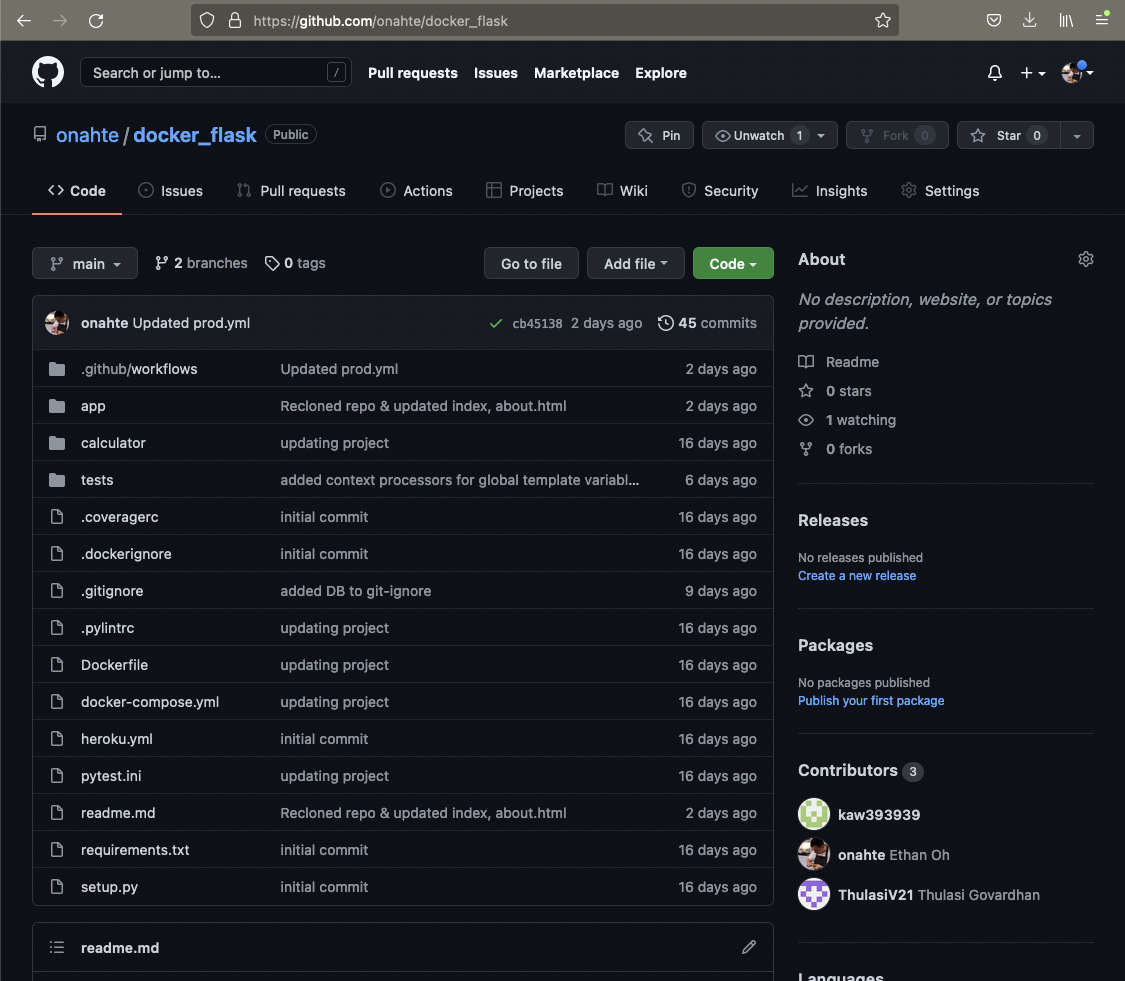 https://github.com/onahte/docker_flask
Search or jump to... / Pull requests Issues Marketplace Explore
onahte / docker_flask Public
Pin Unwatch 1 Fork 0 Star 0
Code Issues Pull requests Actions Projects Wiki Security Insights Settings
main 2 branches 0 tags Go to file Add file Code
onahte Updated prod.yml cb45138 2 days ago 45 commits
.github/workflows Updated prod.yml 2 days ago
app Recloned repo & updated index, about.html 2 days ago
calculator updating project 16 days ago
tests added context processors for global template variabl... 6 days ago
.coveragerc initial commit 16 days ago
.dockerignore initial commit 16 days ago
.gitignore added DB to git-ignore 9 days ago
.pylintrc updating project 16 days ago
Dockerfile updating project 16 days ago
docker-compose.yml updating project 16 days ago
heroku.yml initial commit 16 days ago
pytest.ini updating project 16 days ago
readme.md Recloned repo & updated index, about.html 2 days ago
requirements.txt initial commit 16 days ago
setup.py initial commit 16 days ago
readme.md
About
No description, website, or topics
provided.
Readme
0 stars
1 watching
0 forks
Releases
No releases published
Create a new release
Packages
No packages published
Publish your first package
Contributors 3
kaw393939
onahte Ethan Oh
ThulasiV21 Thulasi Govardhan
Languages